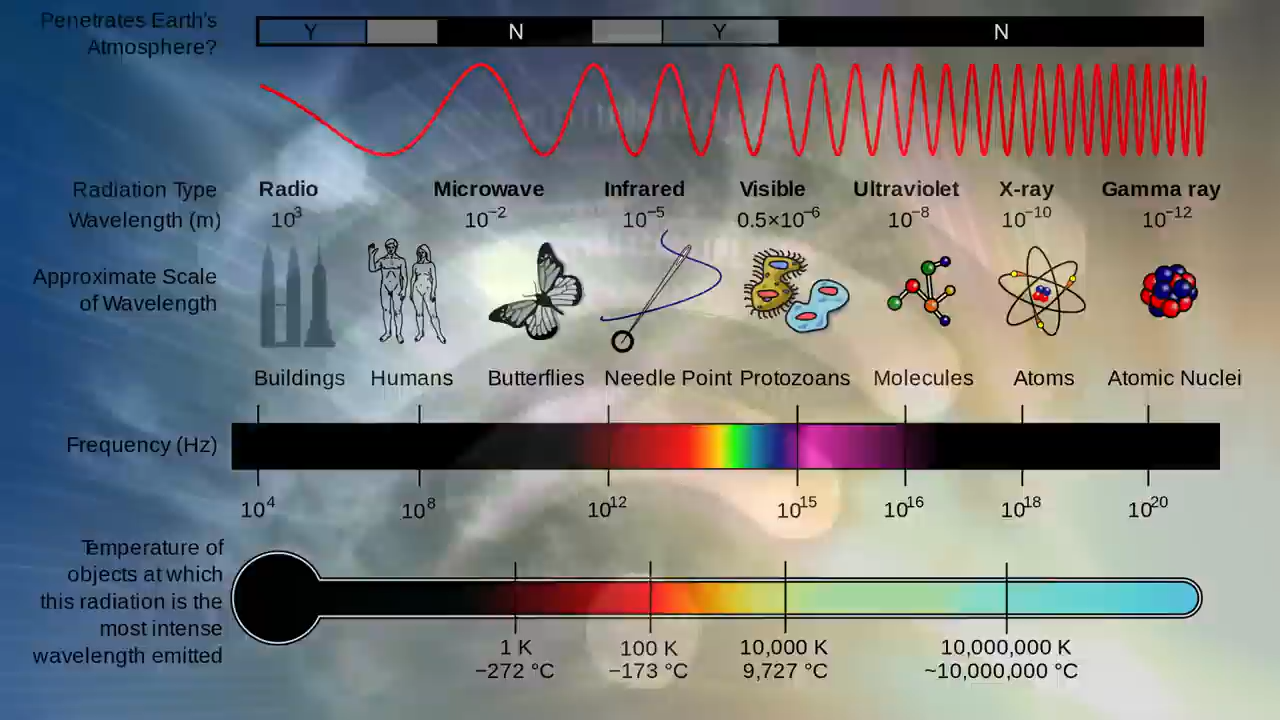 Penetrates Earth's
Atmosphere?
Y N Y N
Radiation Type
Radio Microwave Infrared Visible Ultraviolet X-ray Gamma ray
Wavelength (m)
10³ 10⁻² 10⁻⁵ 0.5×10⁻⁶ 10⁻⁸ 10⁻¹⁰ 10⁻¹²
Approximate Scale
of Wavelength
Buildings Humans Butterflies Needle Point Protozoans Molecules Atoms Atomic Nuclei
Frequency (Hz)
10⁴ 10⁸ 10¹² 10¹⁵ 10¹⁶ 10¹⁸ 10²⁰
Temperature of
objects at which
this radiation is the
most intense
wavelength emitted
1 K 100 K 10,000 K 10,000,000 K
−272 °C −173 °C 9,727 °C ~10,000,000 °C